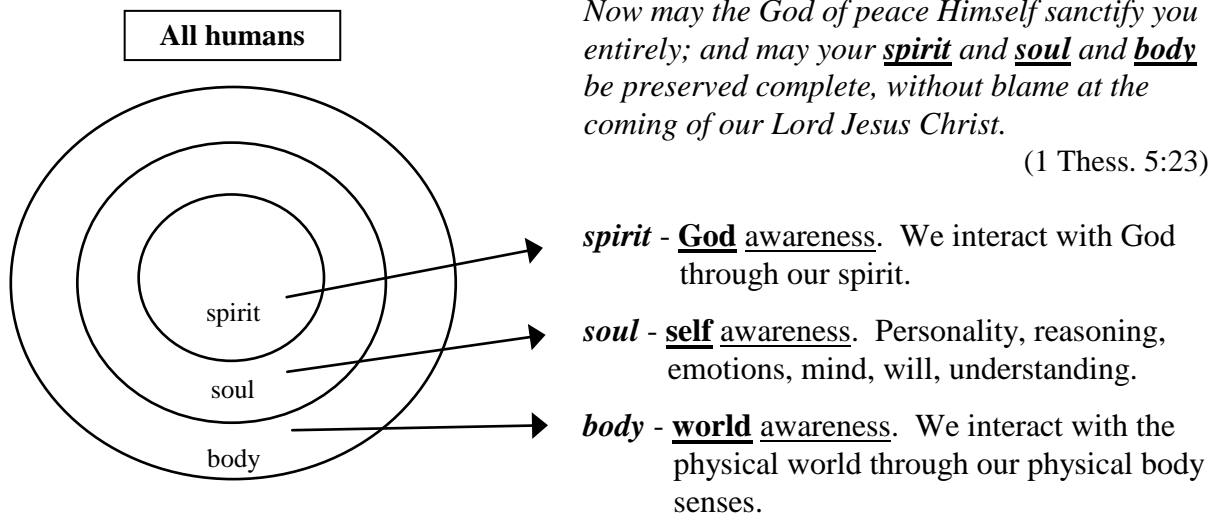 All humans
spirit
soul
body
Now may the God of peace Himself sanctify you
entirely; and may your spirit and soul and body
be preserved complete, without blame at the
coming of our Lord Jesus Christ.
(1 Thess. 5:23)
spirit - God awareness. We interact with God
through our spirit.
soul - self awareness. Personality, reasoning,
emotions, mind, will, understanding.
body - world awareness. We interact with the
physical world through our physical body
senses.